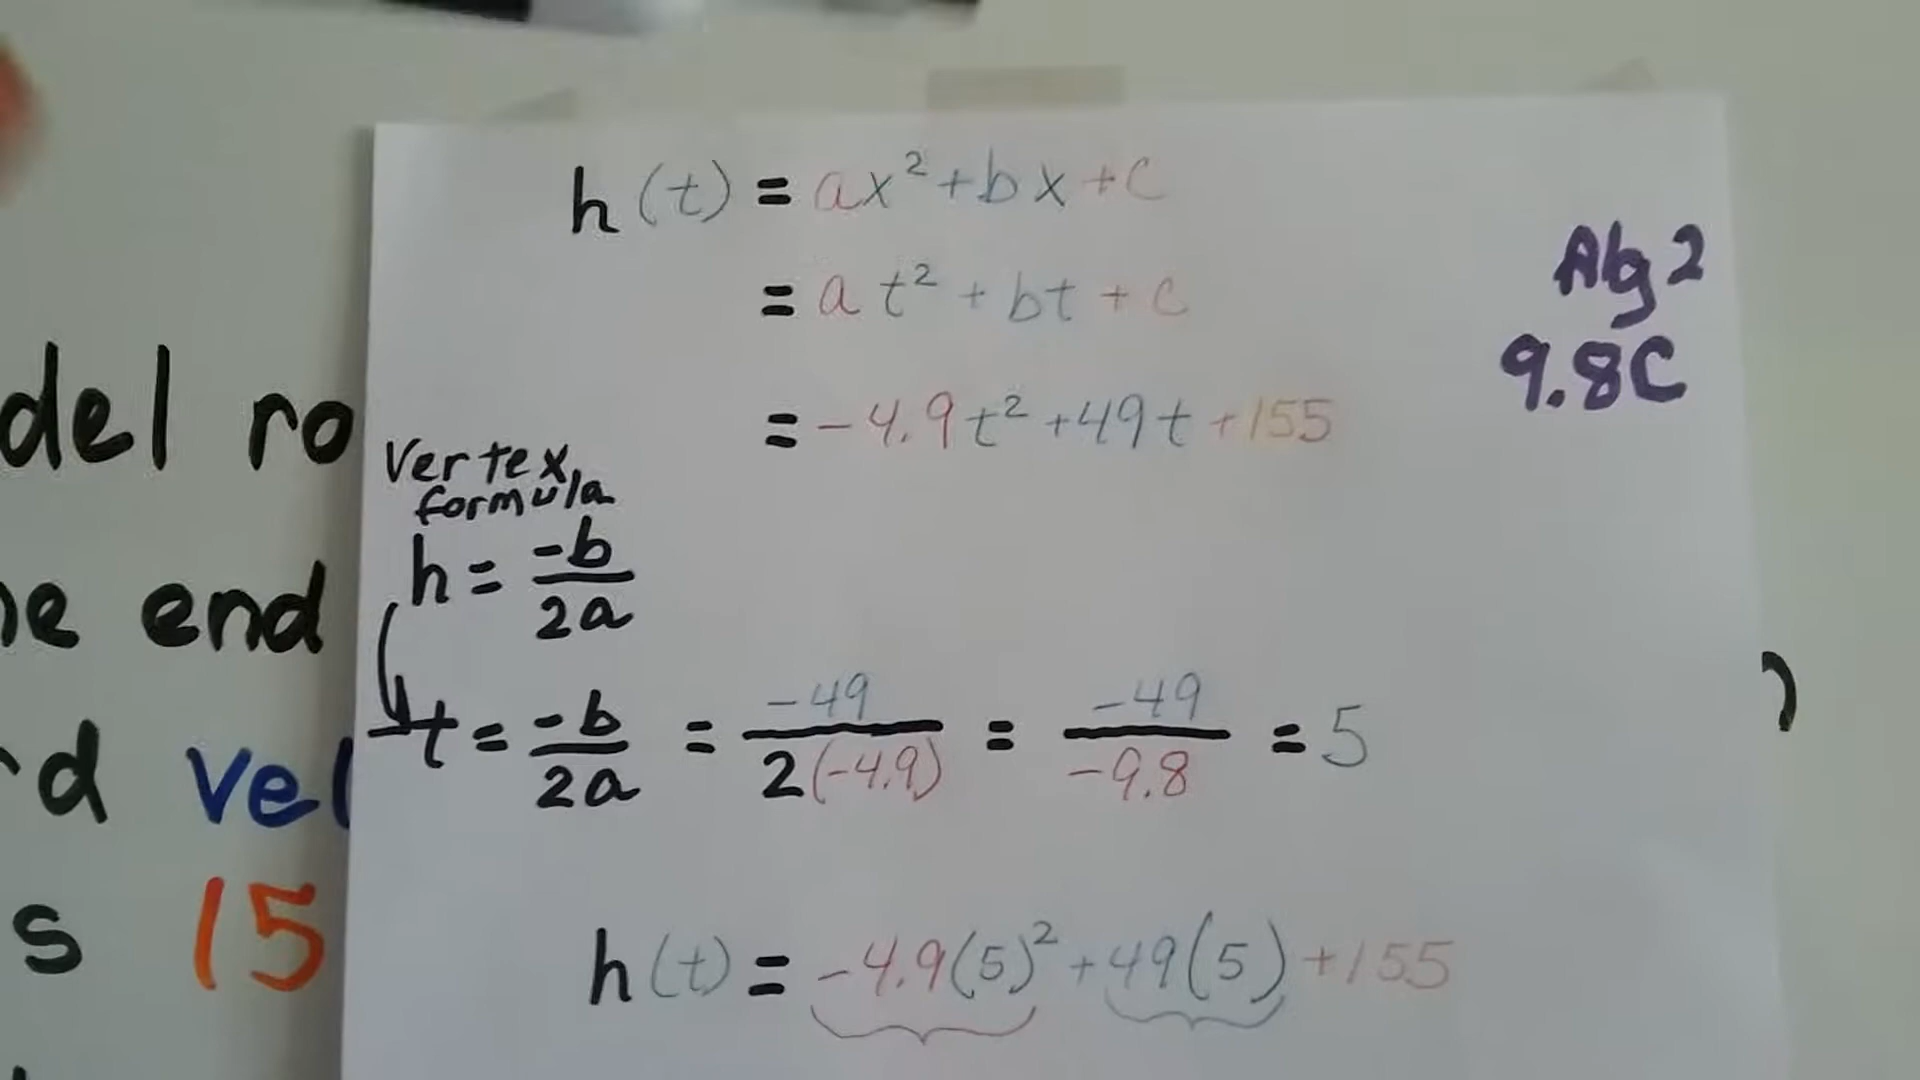 h(t) = ax²+bx+c
= at² + bt + c
= -4.9t² +49t +155
Alg 2
9.8C
Vertex
formula
h = -b/2a
t = -b/2a = -49/2(-4.9) = -49/-9.8 = 5
h(t) = -4.9(5)² +49(5) +155
del ro
end
vel
s 15
)